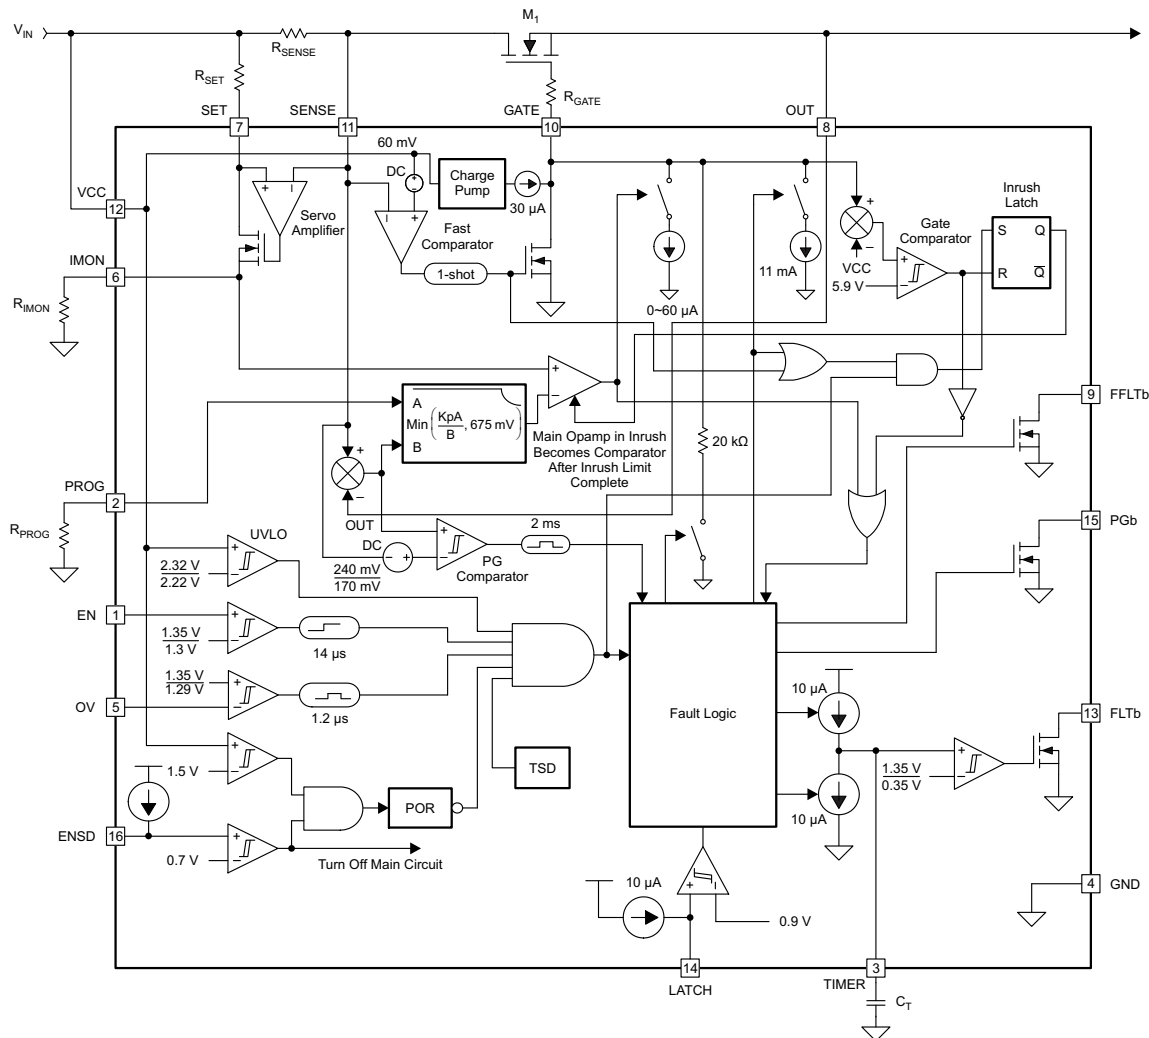 M1
VIN
RSENSE
RSET
RGATE
SET
SENSE
GATE
OUT
7
11
10
8
60 mV
VCC
12
DC
Charge
Pump
30 µA
Servo
Amplifier
Fast
Comparator
1-shot
Inrush
Latch
Gate
Comparator
S
Q
R
Q
VCC
5.9 V
11 mA
0~60 µA
IMON
6
RIMON
A
Min(KpA/B, 675 mV)
B
Main Opamp in Inrush
Becomes Comparator
After Inrush Limit
Complete
20 kΩ
9
FFLTb
PROG
2
RPROG
OUT
DC
240 mV
170 mV
PG
Comparator
2 ms
15
PGb
UVLO
2.32 V
2.22 V
EN
1
1.35 V
1.3 V
14 µs
1.35 V
1.29 V
OV
5
1.2 µs
Fault Logic
10 µA
10 µA
13
FLTb
1.35 V
0.35 V
1.5 V
TSD
POR
ENSD
16
0.7 V
Turn Off Main Circuit
10 µA
0.9 V
4
GND
14
LATCH
TIMER
3
CT